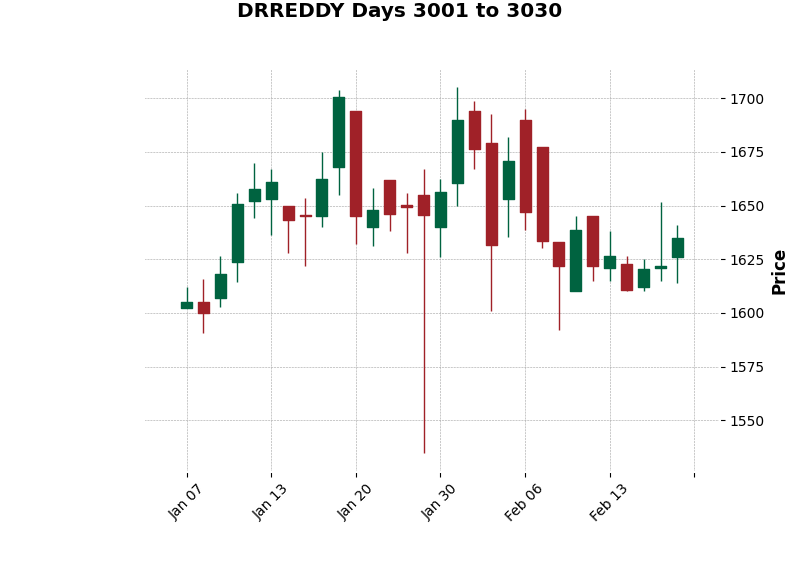 DRREDDY Days 3001 to 3030
1700
1675
1650
1625
1600
1575
1550
Price
Jan 07
Jan 13
Jan 20
Jan 30
Feb 06
Feb 13